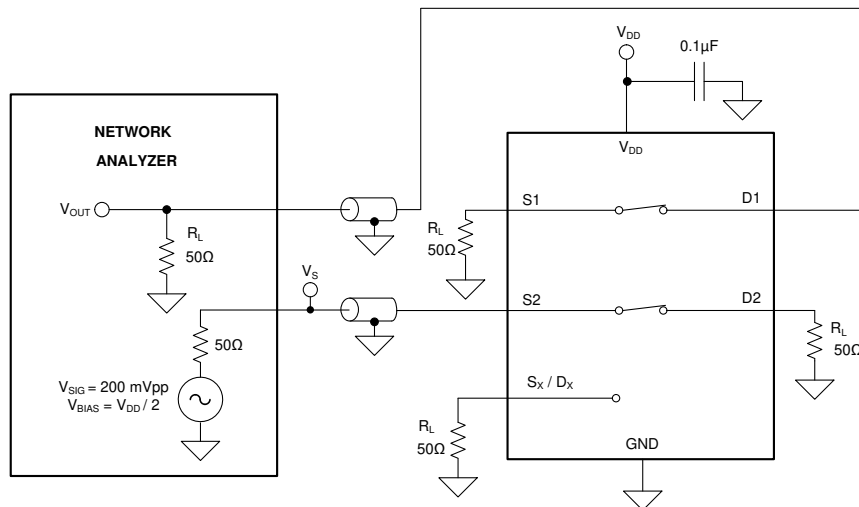 V_DD
0.1µF
NETWORK
ANALYZER
V_DD
V_OUT
S1
D1
R_L
50Ω
R_L
50Ω
V_S
S2
D2
50Ω
R_L
50Ω
V_SIG = 200 mVpp
V_BIAS = V_DD / 2
S_X / D_X
R_L
50Ω
GND